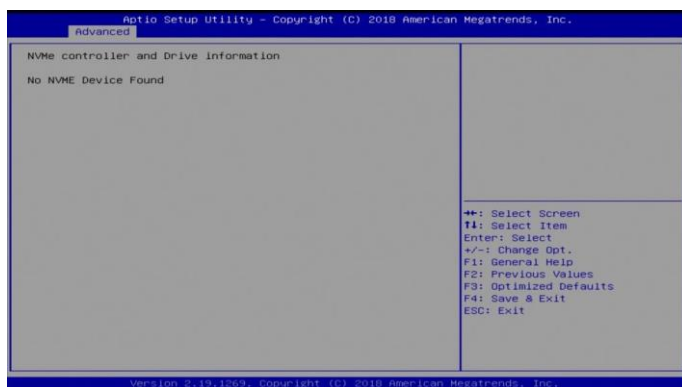 Aptio Setup Utility – Copyright (C) 2018 American Megatrends, Inc.
Advanced
NVMe controller and Drive information
No NVME Device Found
→←: Select Screen
↑↓: Select Item
Enter: Select
+/-: Change Opt.
F1: General Help
F2: Previous Values
F3: Optimized Defaults
F4: Save & Exit
ESC: Exit
Version 2.19.1269. Copyright (C) 2018 American Megatrends, Inc.